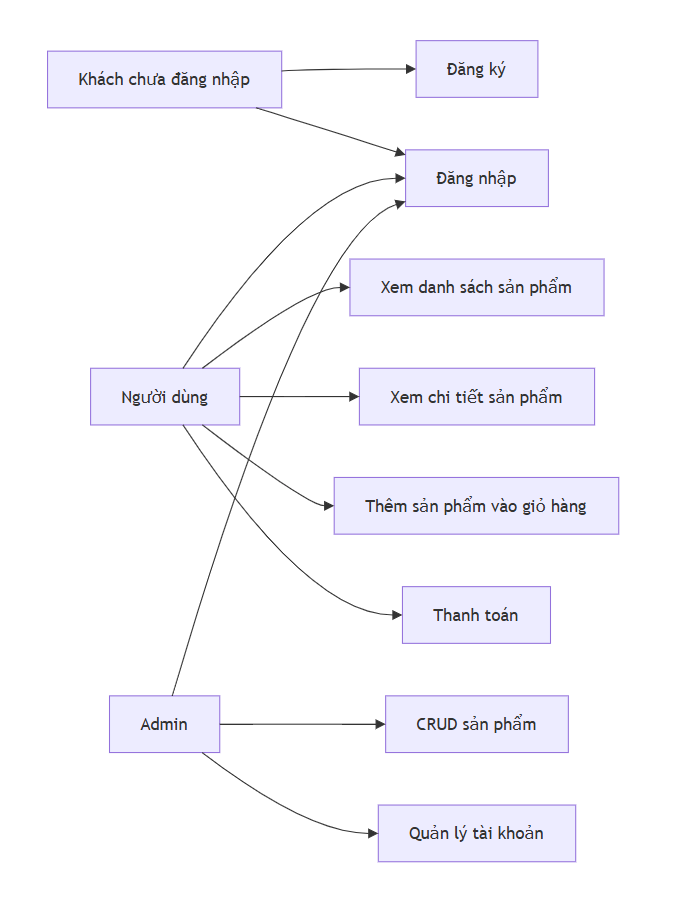 Khách chưa đăng nhập
Đăng ký
Đăng nhập
Xem danh sách sản phẩm
Người dùng
Xem chi tiết sản phẩm
Thêm sản phẩm vào giỏ hàng
Thanh toán
Admin
CRUD sản phẩm
Quản lý tài khoản